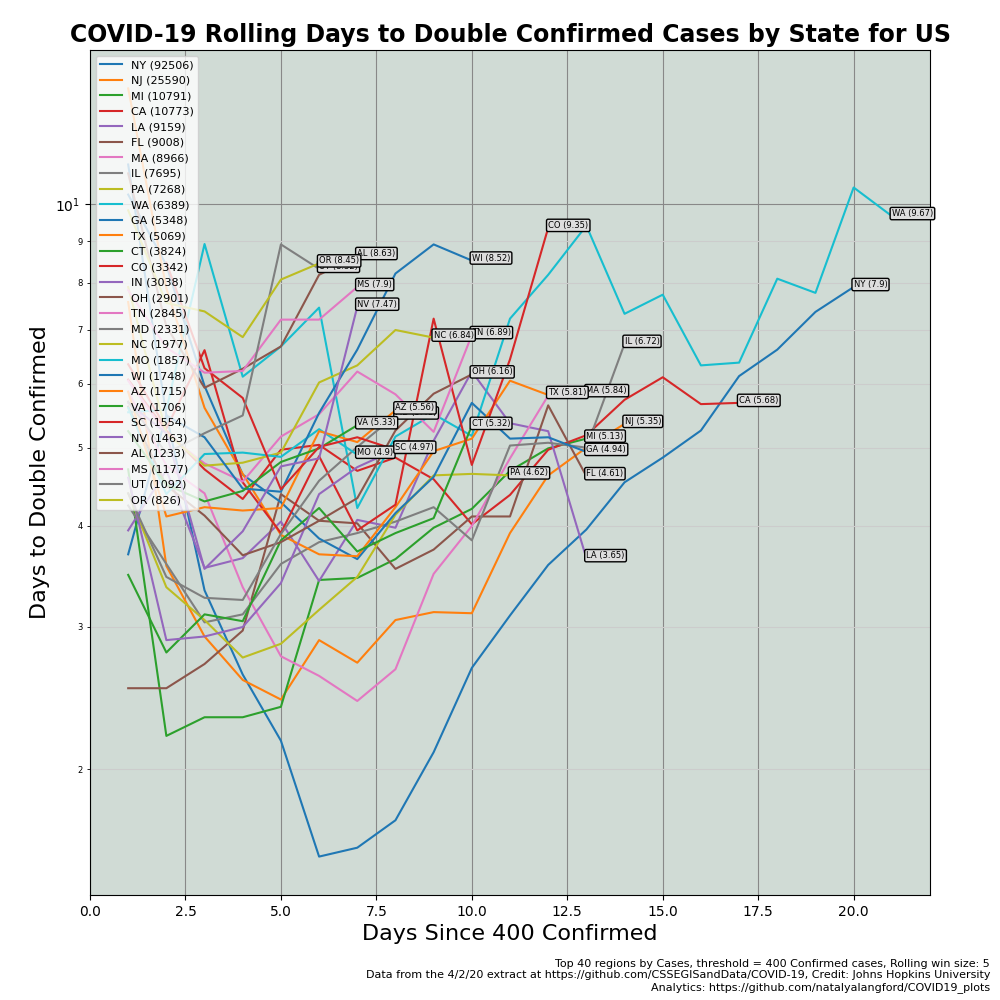 COVID-19 Rolling Days to Double Confirmed Cases by State for US
NY (92506)
NJ (25590)
MI (10791)
CA (10773)
LA (9159)
FL (9008)
MA (8966)
IL (7695)
PA (7268)
WA (6389)
GA (5348)
TX (5069)
CT (3824)
CO (3342)
IN (3038)
OH (2901)
TN (2845)
MD (2331)
NC (1977)
MO (1857)
WI (1748)
AZ (1715)
VA (1706)
SC (1554)
NV (1463)
AL (1233)
MS (1177)
UT (1092)
OR (826)
10¹
9
8
7
6
5
4
3
2
Days to Double Confirmed
WA (9.67)
CO (9.35)
AL (8.63)
OR (8.45)
WI (8.52)
MS (7.9)
NY (7.9)
NV (7.47)
NC (6.84)
TN (6.89)
IL (6.72)
OH (6.16)
TX (5.81)
MA (5.84)
CA (5.68)
AZ (5.56)
VA (5.33)
CT (5.32)
NJ (5.35)
MI (5.13)
MO (4.9)
SC (4.97)
GA (4.94)
PA (4.62)
FL (4.61)
LA (3.65)
0.0 2.5 5.0 7.5 10.0 12.5 15.0 17.5 20.0
Days Since 400 Confirmed
Top 40 regions by Cases, threshold = 400 Confirmed cases, Rolling win size: 5
Data from the 4/2/20 extract at https://github.com/CSSEGISandData/COVID-19, Credit: Johns Hopkins University
Analytics: https://github.com/natalyalangford/COVID19_plots